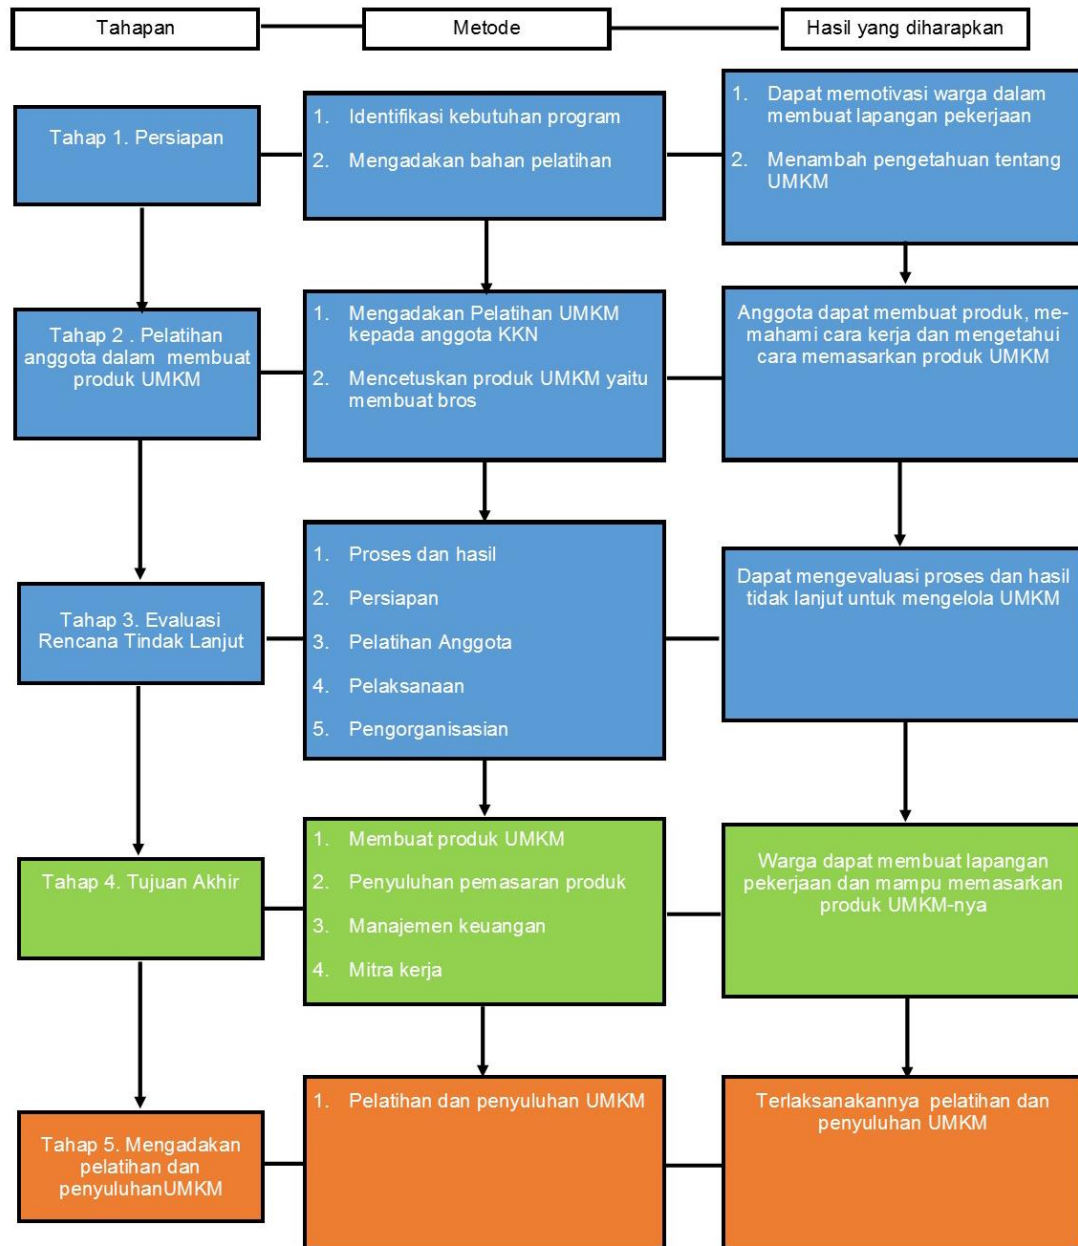 Tahapan
Metode
Hasil yang diharapkan
Tahap 1. Persiapan
1. Identifikasi kebutuhan program
2. Mengadakan bahan pelatihan
1. Dapat memotivasi warga dalam
membuat lapangan pekerjaan
2. Menambah pengetahuan tentang
UMKM
Tahap 2 . Pelatihan
anggota dalam membuat
produk UMKM
1. Mengadakan Pelatihan UMKM
kepada anggota KKN
2. Mencetuskan produk UMKM yaitu
membuat bros
Anggota dapat membuat produk, me-
mahami cara kerja dan mengetahui
cara memasarkan produk UMKM
Tahap 3. Evaluasi
Rencana Tindak Lanjut
1. Proses dan hasil
2. Persiapan
3. Pelatihan Anggota
4. Pelaksanaan
5. Pengorganisasian
Dapat mengevaluasi proses dan hasil
tidak lanjut untuk mengelola UMKM
Tahap 4. Tujuan Akhir
1. Membuat produk UMKM
2. Penyuluhan pemasaran produk
3. Manajemen keuangan
4. Mitra kerja
Warga dapat membuat lapangan
pekerjaan dan mampu memasarkan
produk UMKM-nya
Tahap 5. Mengadakan
pelatihan dan
penyuluhanUMKM
1. Pelatihan dan penyuluhan UMKM
Terlaksanakannya pelatihan dan
penyuluhan UMKM